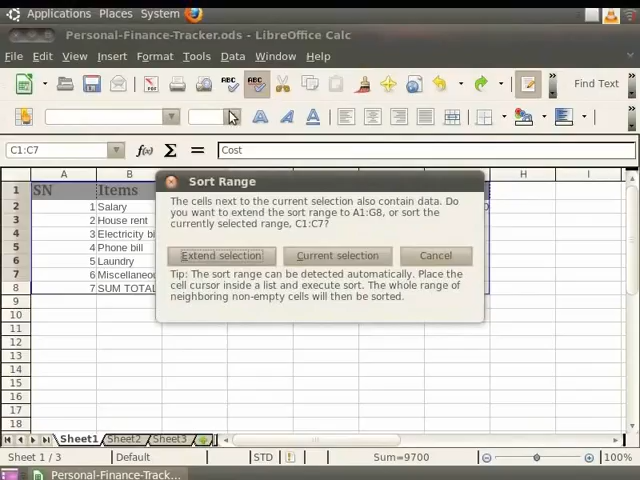 Applications Places System
Personal-Finance-Tracker.ods - LibreOffice Calc
File Edit View Insert Format Tools Data Window Help
Find Text
C1:C7 f(x) Σ = Cost
A B H I
1 SN Items
2 1 Salary
3 2 House rent
4 3 Electricity bi
5 4 Phone bill
6 5 Laundry
7 6 Miscellaneo
8 7 SUM TOTAL
9
10
11
12
13
14
15
16
17
18
Sort Range
The cells next to the current selection also contain data. Do
you want to extend the sort range to A1:G8, or sort the
currently selected range, C1:C7?
Extend selection Current selection Cancel
Tip: The sort range can be detected automatically. Place the
cell cursor inside a list and execute sort. The whole range of
neighboring non-empty cells will then be sorted.
Sheet1 Sheet2 Sheet3
Sheet 1 / 3 Default STD Sum=9700 100%
Personal-Finance-Track...